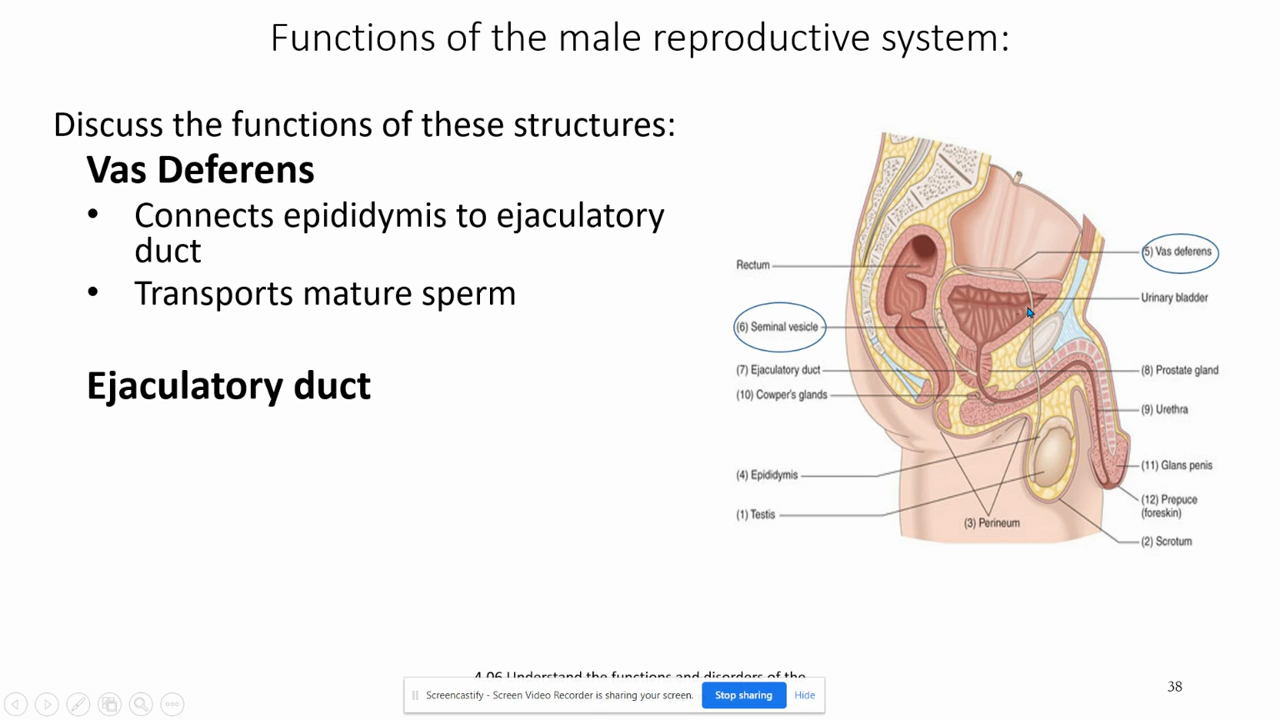 Functions of the male reproductive system:
Discuss the functions of these structures:
Vas Deferens
• Connects epididymis to ejaculatory
duct
• Transports mature sperm
Ejaculatory duct
Rectum
(6) Seminal vesicle
(7) Ejaculatory duct
(10) Cowper's glands
(4) Epididymis
(1) Testis
(3) Perineum
(5) Vas deferens
Urinary bladder
(8) Prostate gland
(9) Urethra
(11) Glans penis
(12) Prepuce
(foreskin)
(2) Scrotum
4.06 Understand the functions and disorders of the
38
Screencastify - Screen Video Recorder is sharing your screen.
Stop sharing
Hide